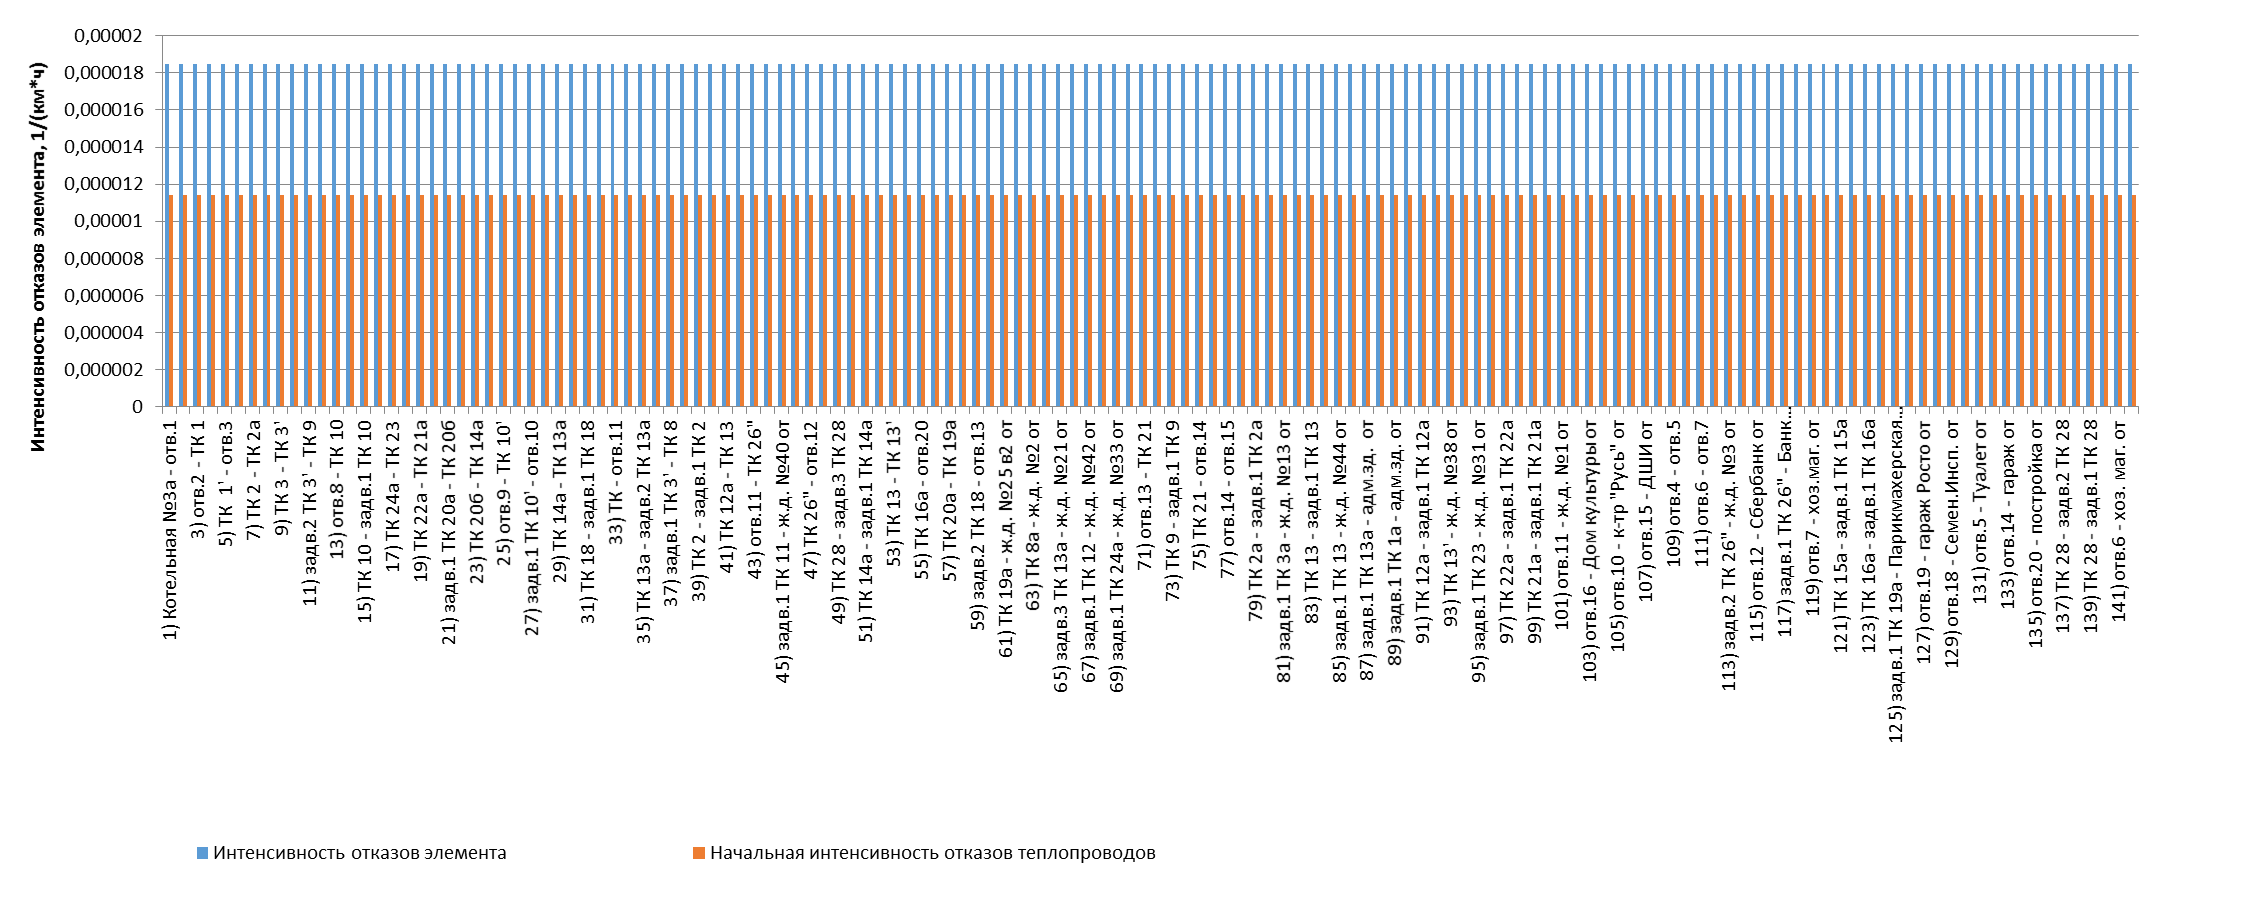 Интенсивность отказов элемента, 1/(км*ч)
0,00002
0,000018
0,000016
0,000014
0,000012
0,00001
0,000008
0,000006
0,000004
0,000002
0
1) Котельная №3а - отв.1
3) отв.2 - ТК 1
5) ТК 1' - отв.3
7) ТК 2 - ТК 2а
9) ТК 3 - ТК 3'
11) задв.2 ТК 3' - ТК 9
13) отв.8 - ТК 10
15) ТК 10 - задв.1 ТК 10
17) ТК 24а - ТК 23
19) ТК 22а - ТК 21а
21) задв.1 ТК 20а - ТК 20б
23) ТК 20б - ТК 14а
25) отв.9 - ТК 10'
27) задв.1 ТК 10' - отв.10
29) ТК 14а - ТК 13а
31) ТК 18 - задв.1 ТК 18
33) ТК - отв.11
35) ТК 13а - задв.2 ТК 13а
37) задв.1 ТК 3' - ТК 8
39) ТК 2 - задв.1 ТК 2
41) ТК 12а - ТК 13
43) отв.11 - ТК 26"
45) задв.1 ТК 11 - ж.д. №40 от
47) ТК 26" - отв.12
49) ТК 28 - задв.3 ТК 28
51) ТК 14а - задв.1 ТК 14а
53) ТК 13 - ТК 13'
55) ТК 16а - отв.20
57) ТК 20а - ТК 19а
59) задв.2 ТК 18 - отв.13
61) ТК 19а - ж.д. №25 в2 от
63) ТК 8а - ж.д. №2 от
65) задв.3 ТК 13а - ж.д. №21 от
67) задв.1 ТК 12 - ж.д. №42 от
69) задв.1 ТК 24а - ж.д. №33 от
71) отв.13 - ТК 21
73) ТК 9 - задв.1 ТК 9
75) ТК 21 - отв.14
77) отв.14 - отв.15
79) ТК 2а - задв.1 ТК 2а
81) задв.1 ТК 3а - ж.д. №13 от
83) ТК 13 - задв.1 ТК 13
85) задв.1 ТК 13 - ж.д. №44 от
87) задв.1 ТК 13а - адм.зд. от
89) задв.1 ТК 1а - адм.зд. от
91) ТК 12а - задв.1 ТК 12а
93) ТК 13' - ж.д. №38 от
95) задв.1 ТК 23 - ж.д. №31 от
97) ТК 22а - задв.1 ТК 22а
99) ТК 21а - задв.1 ТК 21а
101) отв.11 - ж.д. №1 от
103) отв.16 - Дом культуры от
105) отв.10 - к-тр "Русь" от
107) отв.15 - ДШИ от
109) отв.4 - отв.5
111) отв.6 - отв.7
113) задв.2 ТК 26" - ж.д. №3 от
115) отв.12 - Сбербанк от
117) задв.1 ТК 26" - Банк...
119) отв.7 - хоз.маг. от
121) ТК 15а - задв.1 ТК 15а
123) ТК 16а - задв.1 ТК 16а
125) задв.1 ТК 19а - Парикмахерская...
127) отв.19 - гараж Росто от
129) отв.18 - Семен.Инсп. от
131) отв.5 - Туалет от
133) отв.14 - гараж от
135) отв.20 - постройка от
137) ТК 28 - задв.2 ТК 28
139) ТК 28 - задв.1 ТК 28
141) отв.6 - хоз. маг. от
Интенсивность отказов элемента
Начальная интенсивность отказов теплопроводов